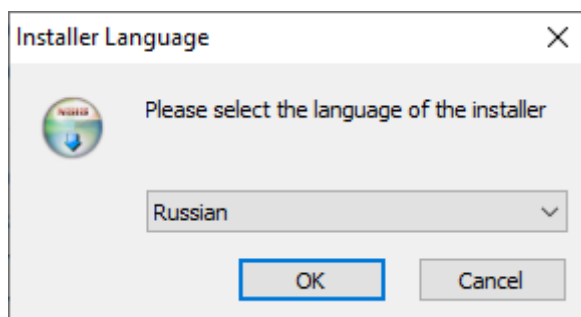 Installer Language
Please select the language of the installer
Russian
OK
Cancel